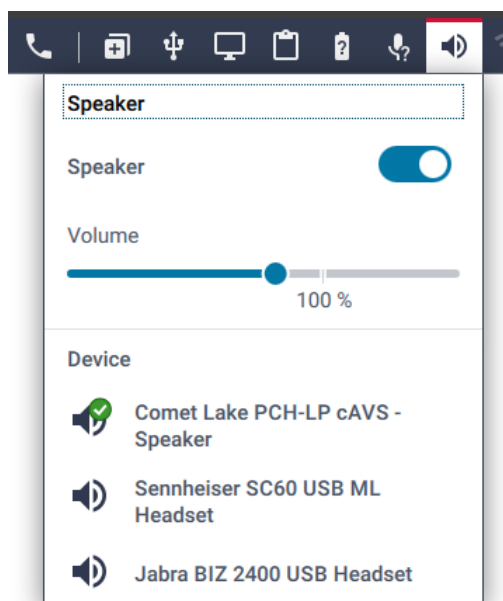 Speaker
Speaker
Volume
100 %
Device
Comet Lake PCH-LP cAVS -
Speaker
Sennheiser SC60 USB ML
Headset
Jabra BIZ 2400 USB Headset